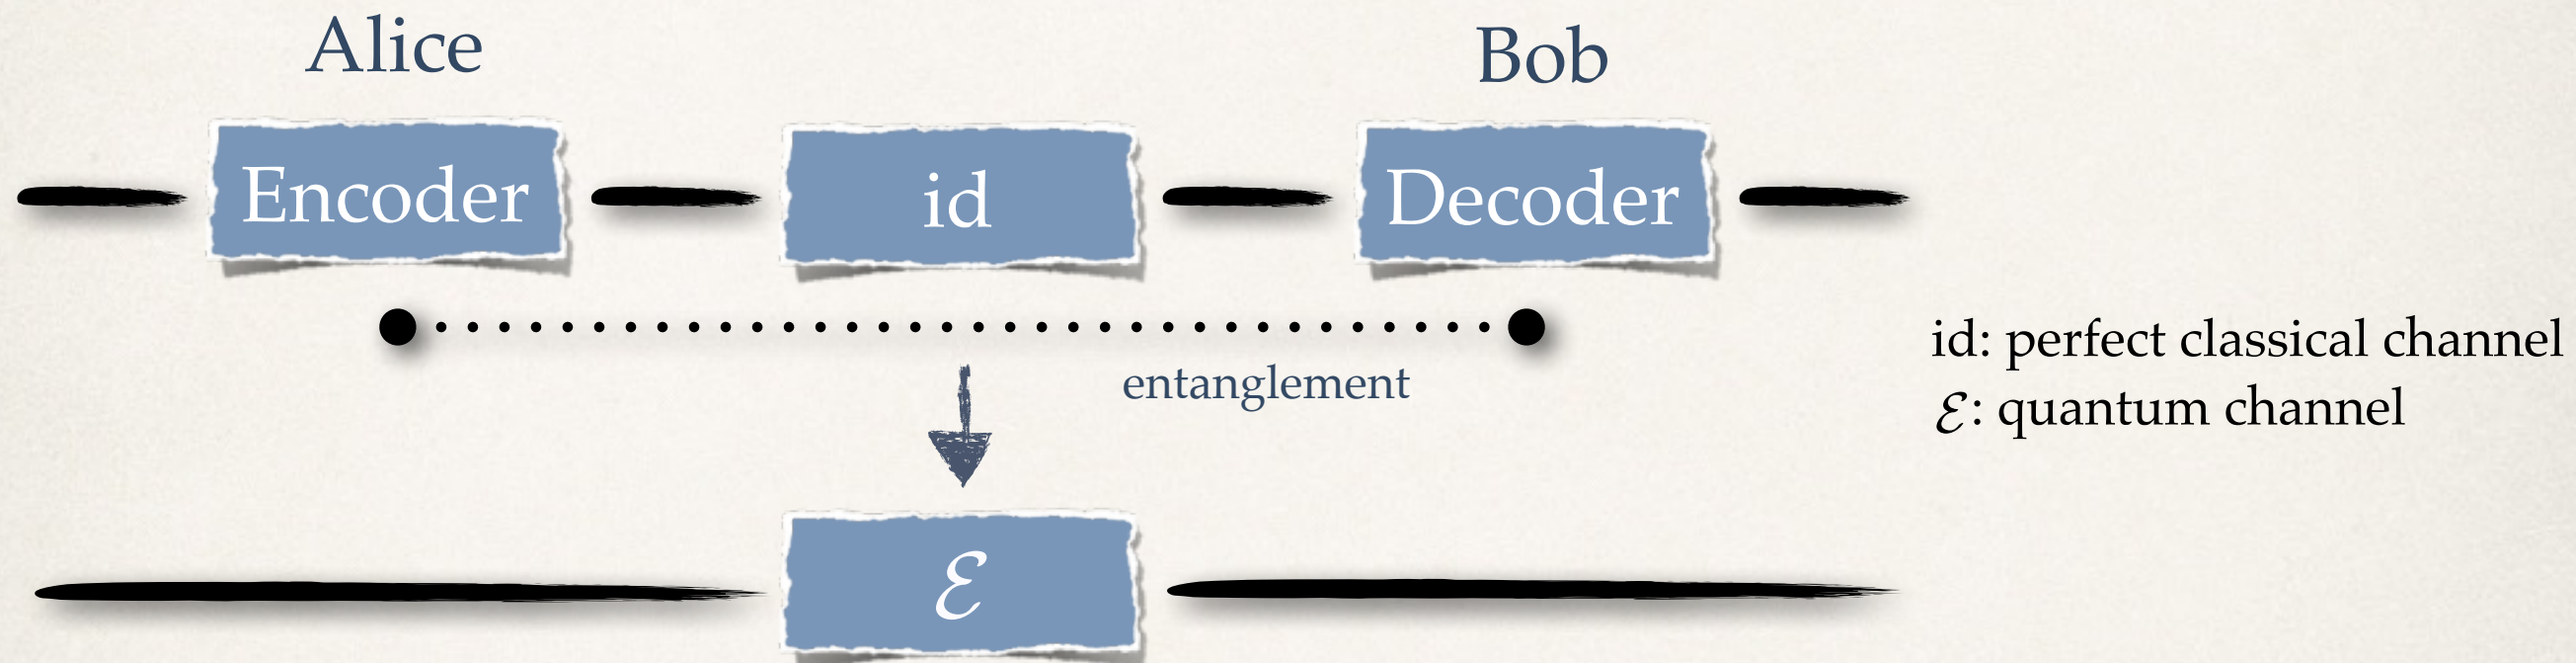 Alice
Bob
Encoder
id
Decoder
entanglement
id: perfect classical channel
ℰ: quantum channel
ℰ